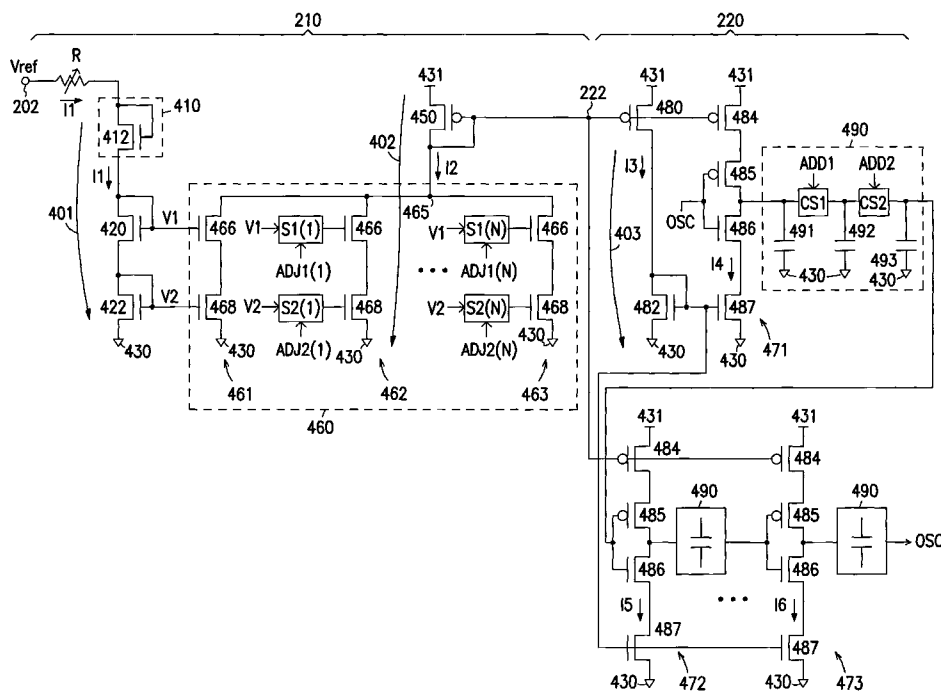 210
220
Vref
R
202
I1
410
412
I1
401
420
V1
422
V2
430
431
450
402
I2
222
465
466
V1
S1(1)
466
V1
S1(N)
466
ADJ1(1)
ADJ1(N)
468
V2
S2(1)
468
V2
S2(N)
468
430
ADJ2(1)
430
ADJ2(N)
430
461
462
463
460
431
480
431
484
I3
485
OSC
486
403
I4
482
487
430
430
471
490
ADD1
ADD2
CS1
CS2
491
492
493
430
430
431
484
431
484
485
490
485
490
486
486
OSC
I5
I6
487
487
430
472
430
473